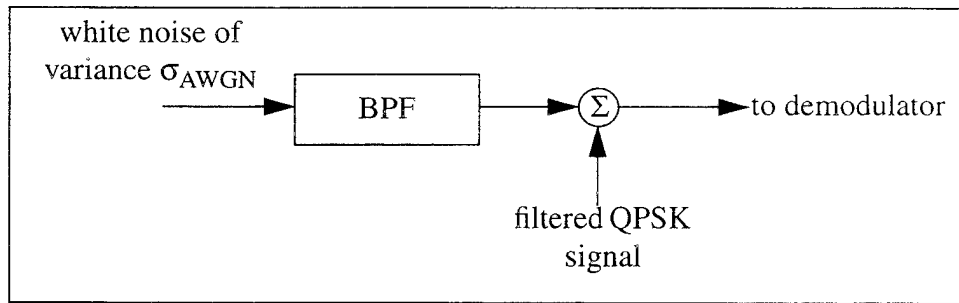 white noise of
variance σAWGN
BPF
Σ
to demodulator
filtered QPSK
signal